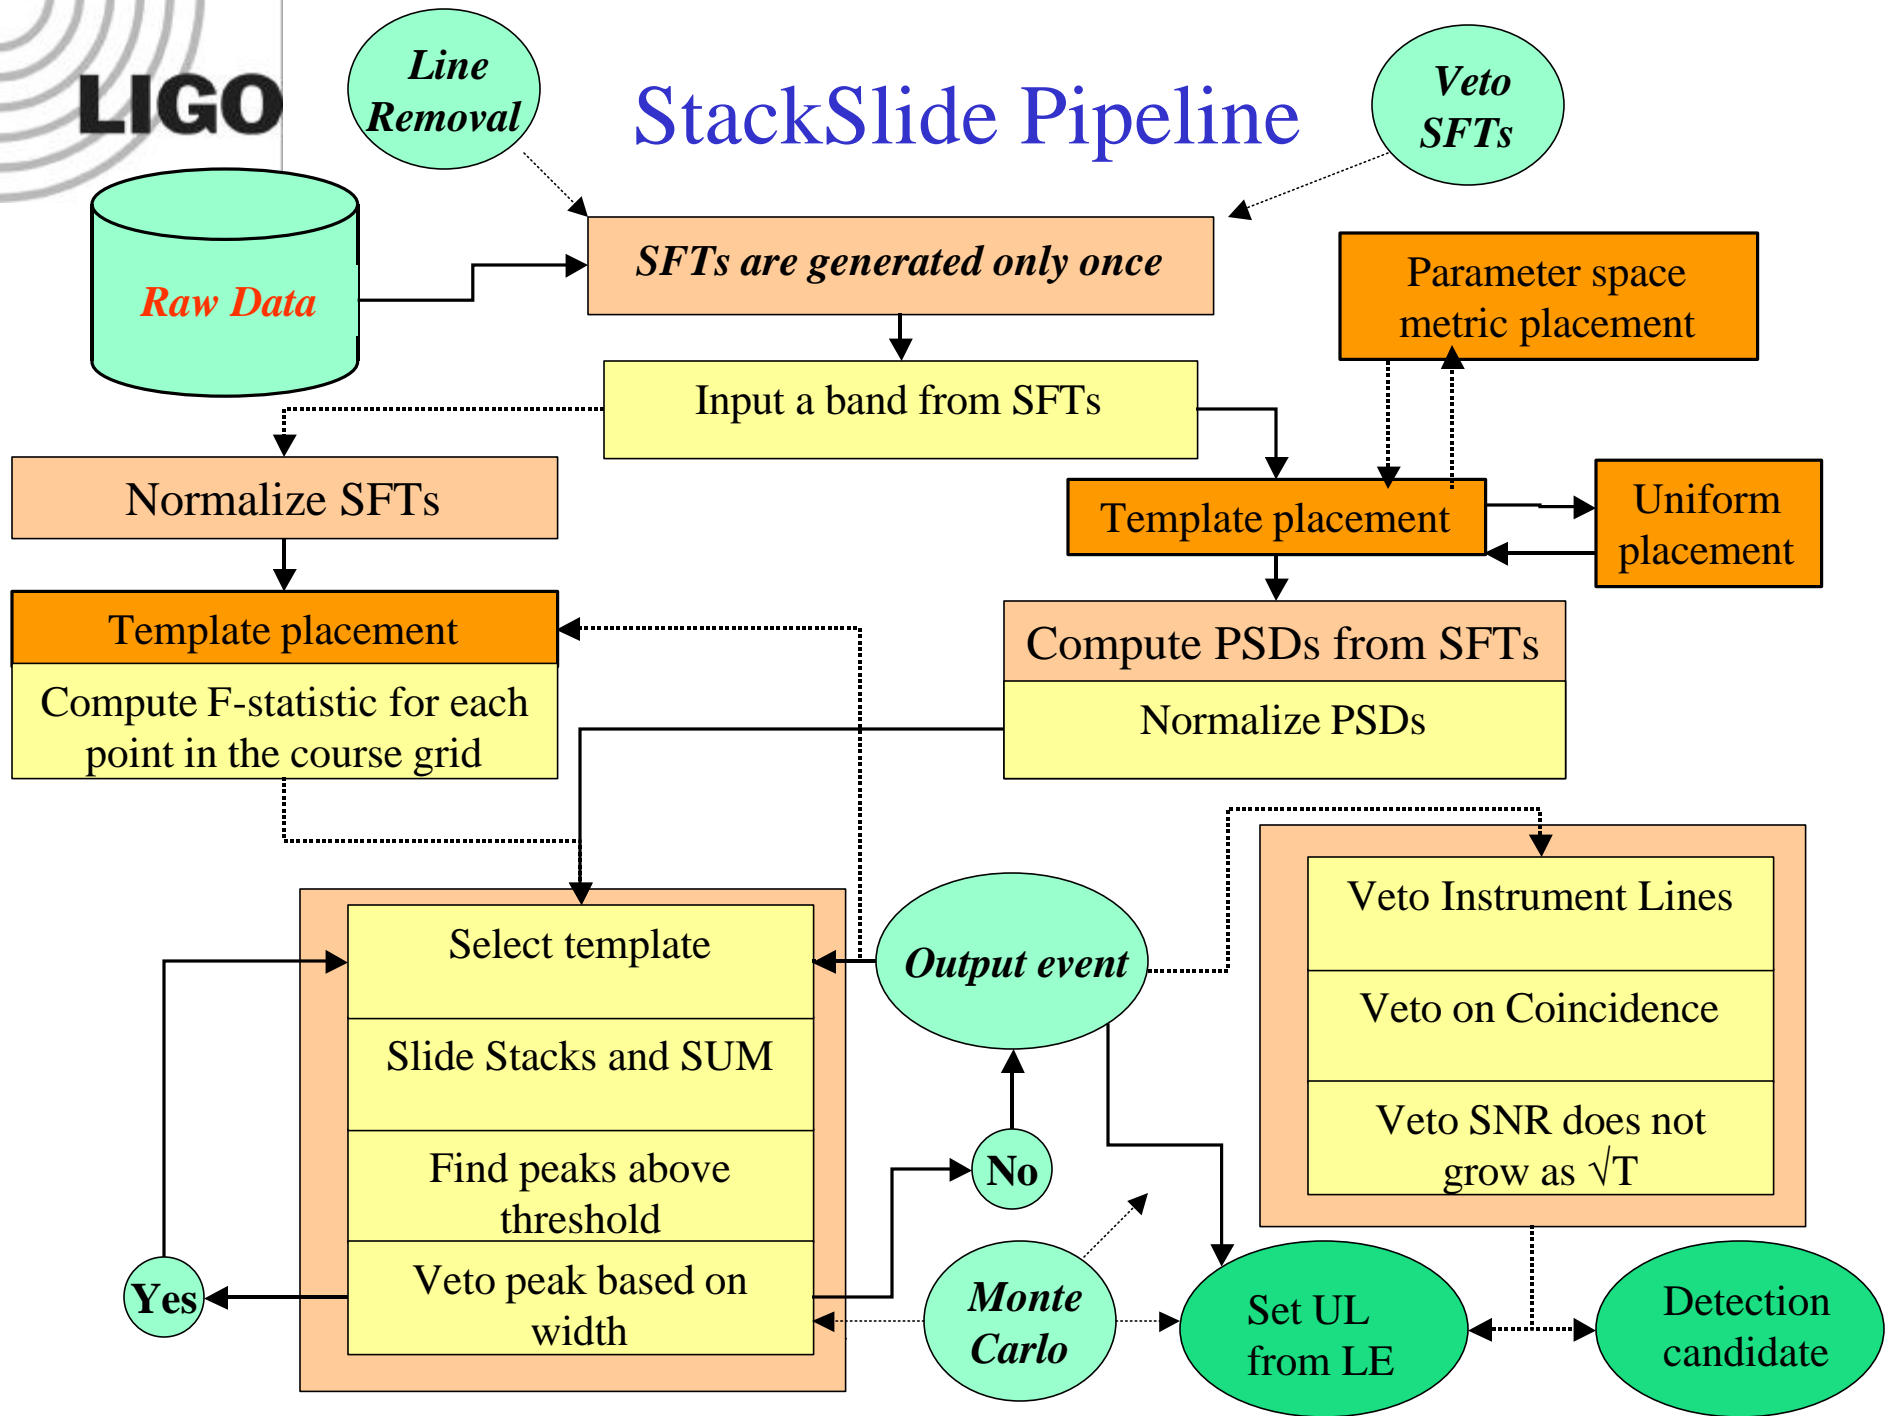 LIGO
Line
Removal
StackSlide Pipeline
Veto
SFTs
Raw Data
SFTs are generated only once
Parameter space
metric placement
Input a band from SFTs
Normalize SFTs
Template placement
Uniform
placement
Template placement
Compute F-statistic for each
point in the course grid
Compute PSDs from SFTs
Normalize PSDs
Select template
Slide Stacks and SUM
Find peaks above
threshold
Veto peak based on
width
Output event
No
Yes
Veto Instrument Lines
Veto on Coincidence
Veto SNR does not
grow as √T
Monte
Carlo
Set UL
from LE
Detection
candidate